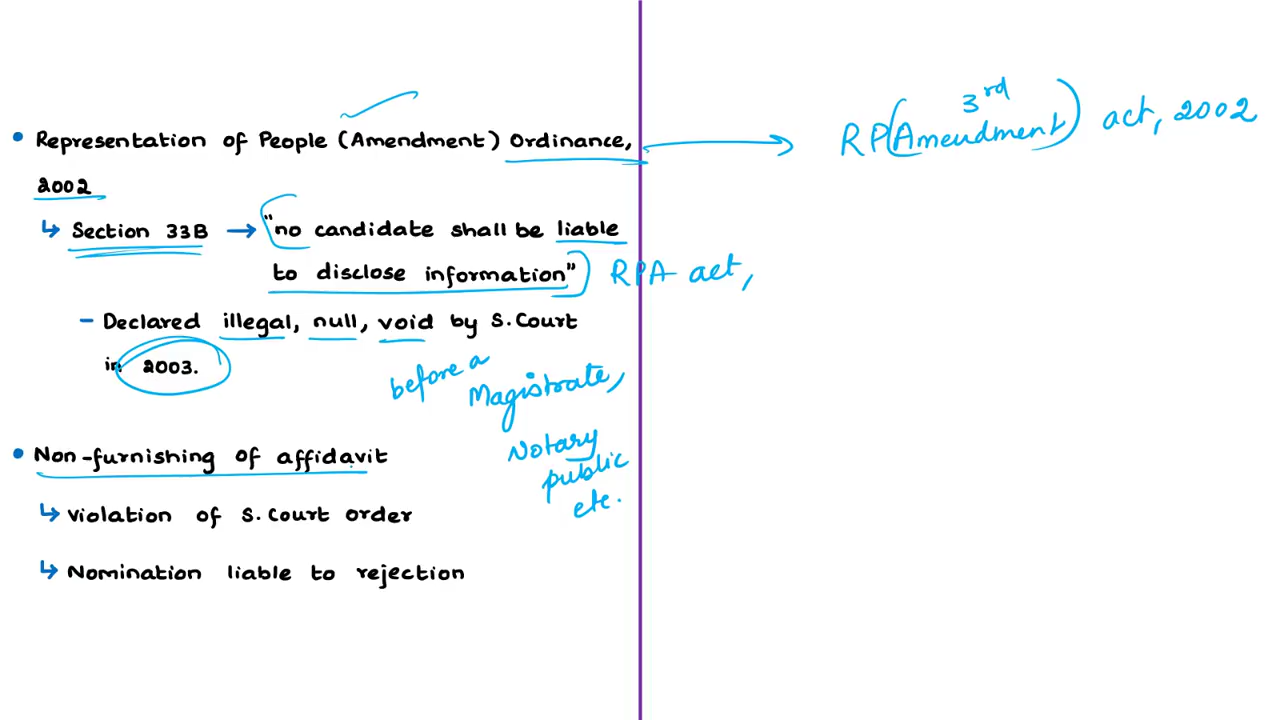 • Representation of People (Amendment) Ordinance,
2002
↳ Section 33B → "no candidate shall be liable
to disclose information"
– Declared illegal, null, void by S.Court
in 2003.
• Non-furnishing of affidavit
↳ Violation of S.Court order
↳ Nomination liable to rejection
before a
Magistrate,
Notary
public
etc.
RPA act,
3rd
RP(Amendment) act, 2002